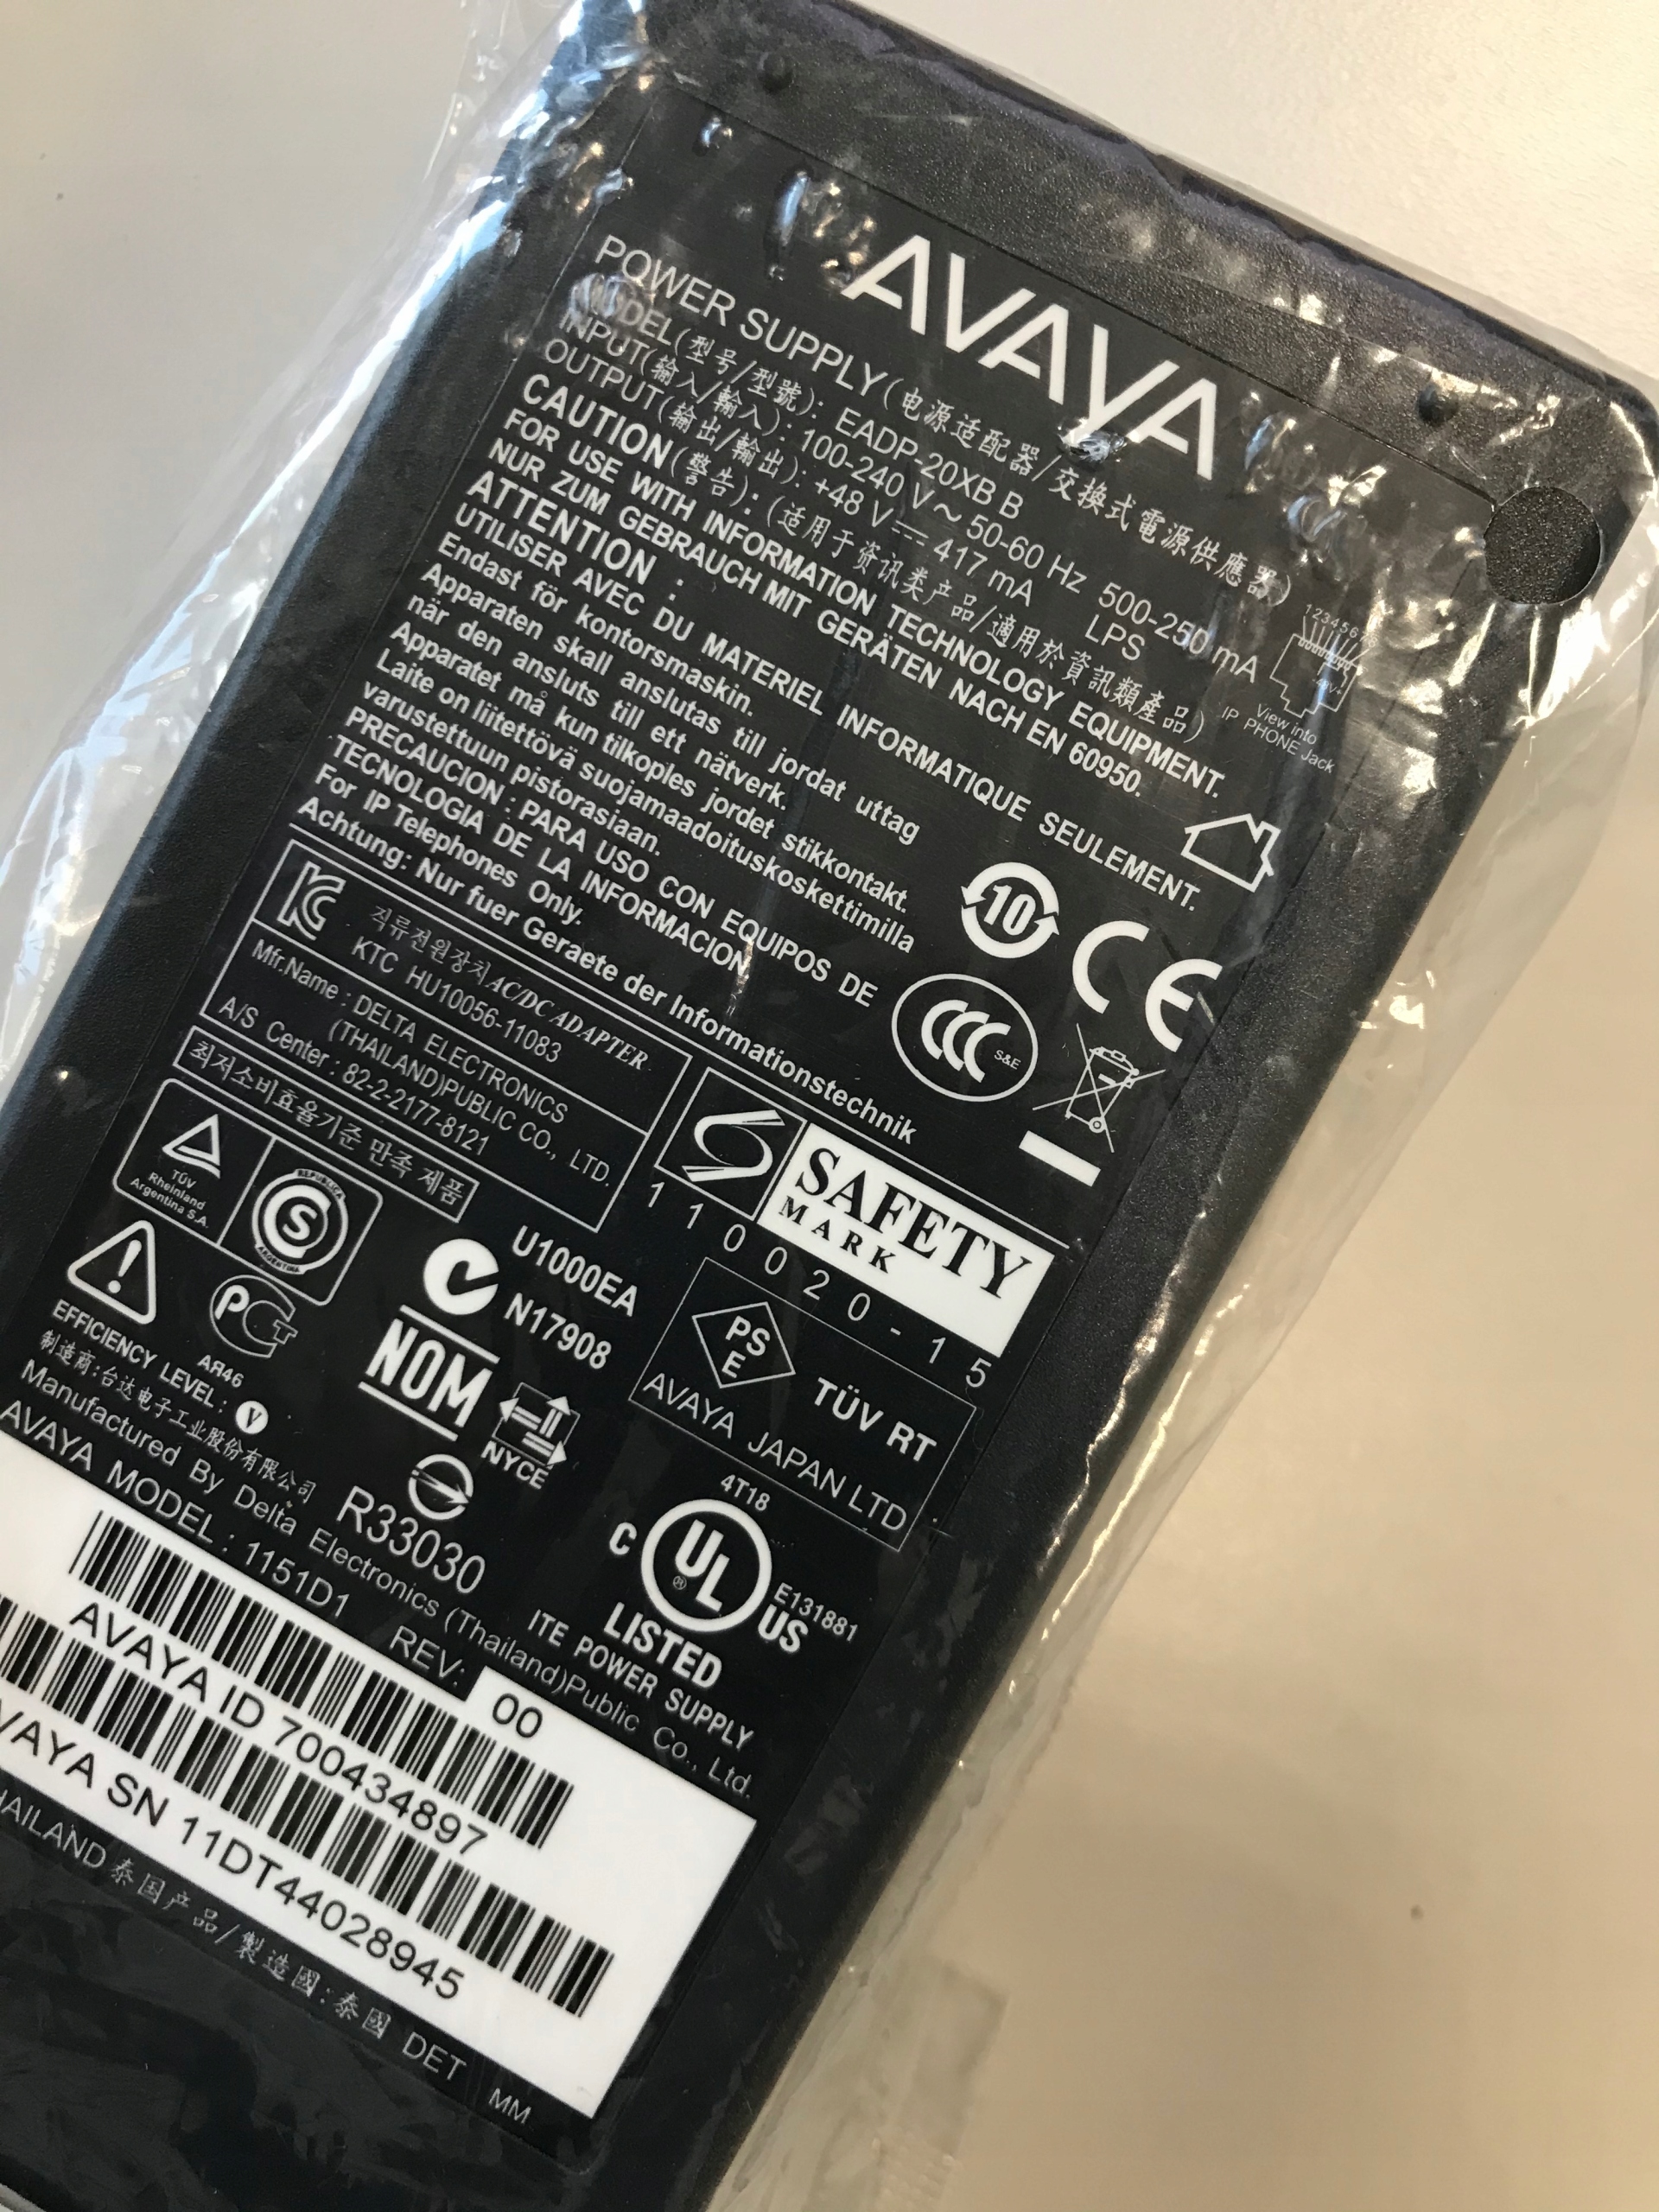 AVAYA
POWER SUPPLY(电源适配器/交換式電源供應器)
MODEL(型号/型號): EADP-20XB B
INPUT(输入/輸入): 100-240 V ~ 50-60 Hz 500-250 mA
OUTPUT(输出/輸出): +48 V ⎓ 417 mA LPS
1234567
48V
View into
IP PHONE Jack
CAUTION(警告): (适用于资讯类产品/適用於資訊類產品)
FOR USE WITH INFORMATION TECHNOLOGY EQUIPMENT.
NUR ZUM GEBRAUCH MIT GERÄTEN NACH EN 60950.
ATTENTION :
UTILISER AVEC DU MATERIEL INFORMATIQUE SEULEMENT.
Endast för kontorsmaskin.
Apparaten skall anslutas till jordat uttag
när den ansluts till ett nätverk.
Apparatet må kun tilkoples jordet stikkontakt.
Laite on liitettövä suojamaadoituskoskettimilla
varustettuun pistorasiaan.
PRECAUCION : PARA USO CON EQUIPOS DE
TECNOLOGIA DE LA INFORMACION
For IP Telephones Only.
Achtung: Nur fuer Geraete der Informationstechnik
10
CE
CCC S&E
KC 직류전원장치 AC/DC ADAPTER
KTC HU10056-11083
Mfr.Name : DELTA ELECTRONICS
(THAILAND)PUBLIC CO., LTD.
A/S Center : 82-2-2177-8121
최저소비효율기준 만족 제품
SAFETY
MARK
110020-15
TÜV
Rheinland
Argentina S.A.
REPUBLICA
S
ARGENTINA
U1000EA
N17908
PS
E
TÜV RT
AVAYA JAPAN LTD
PCT
AR46
NOM
NYCE
EFFICIENCY LEVEL : V
R33030
4T18
C UL US
®
E131881
LISTED
ITE POWER SUPPLY
制造商:台达电子工业股份有限公司
Manufactured By Delta Electronics (Thailand)Public Co., Ltd.
AVAYA MODEL : 1151D1 REV: 00
AVAYA ID 700434897
AVAYA SN 11DT44028945
THAILAND 泰国产品/製造國:泰國 DET MM